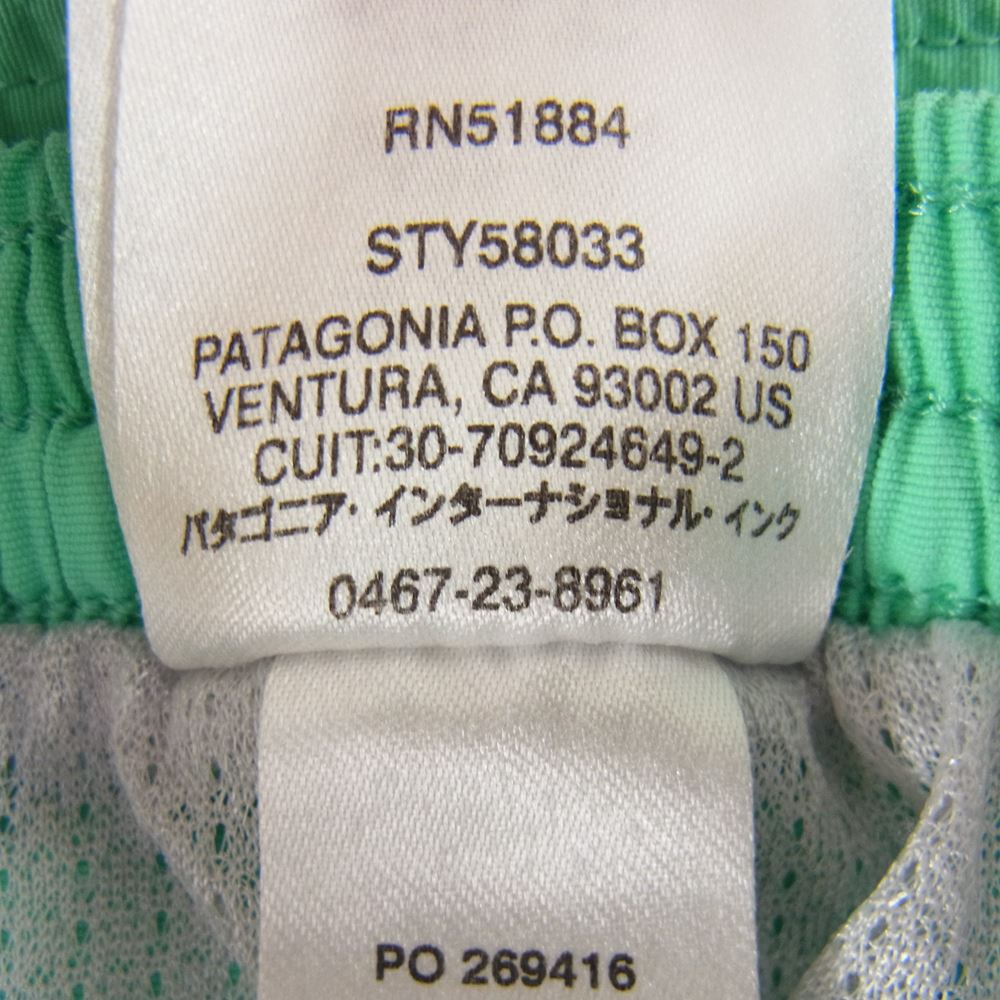 RN51884
STY58033
PATAGONIA P.O. BOX 150
VENTURA, CA 93002 US
CUIT:30-70924649-2
パタゴニア・インターナショナル・インク
0467-23-8961
PO 269416